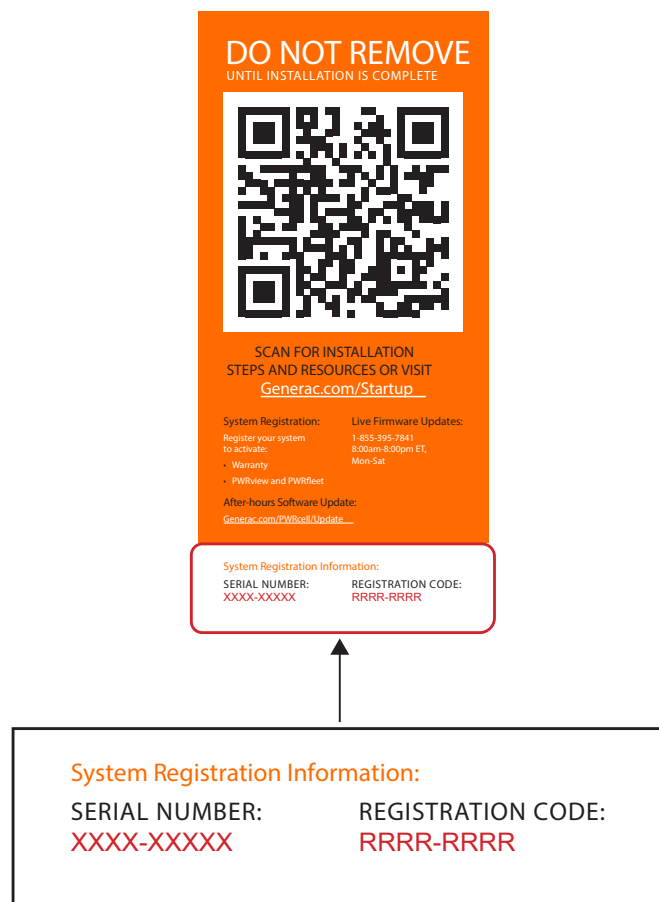 DO NOT REMOVE
UNTIL INSTALLATION IS COMPLETE
SCAN FOR INSTALLATION
STEPS AND RESOURCES OR VISIT
Generac.com/Startup
System Registration:
Register your system
to activate:
• Warranty
• PWRview and PWRfleet
Live Firmware Updates:
1-855-395-7841
8:00am-8:00pm ET,
Mon-Sat
After-hours Software Update:
Generac.com/PWRcell/Update
System Registration Information:
SERIAL NUMBER:
XXXX-XXXXX
REGISTRATION CODE:
RRRR-RRRR
System Registration Information:
SERIAL NUMBER:
XXXX-XXXXX
REGISTRATION CODE:
RRRR-RRRR